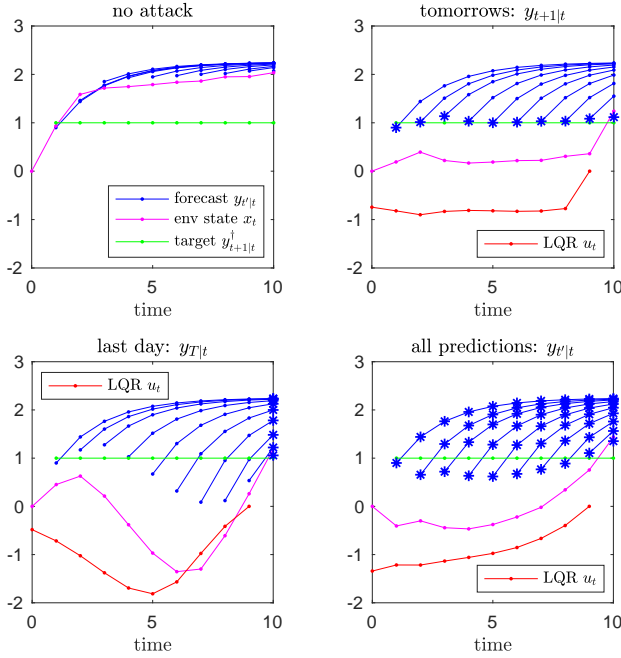 no attack
3
2
1
0
-1
-2
forecast y_{t'|t}
env state x_t
target y^†_{t+1|t}
0 5 10
time
tomorrows: y_{t+1|t}
3
2
1
0
-1
-2
LQR u_t
0 5 10
time
last day: y_{T|t}
3
2
1
0
-1
-2
LQR u_t
0 5 10
time
all predictions: y_{t'|t}
3
2
1
0
-1
-2
LQR u_t
0 5 10
time